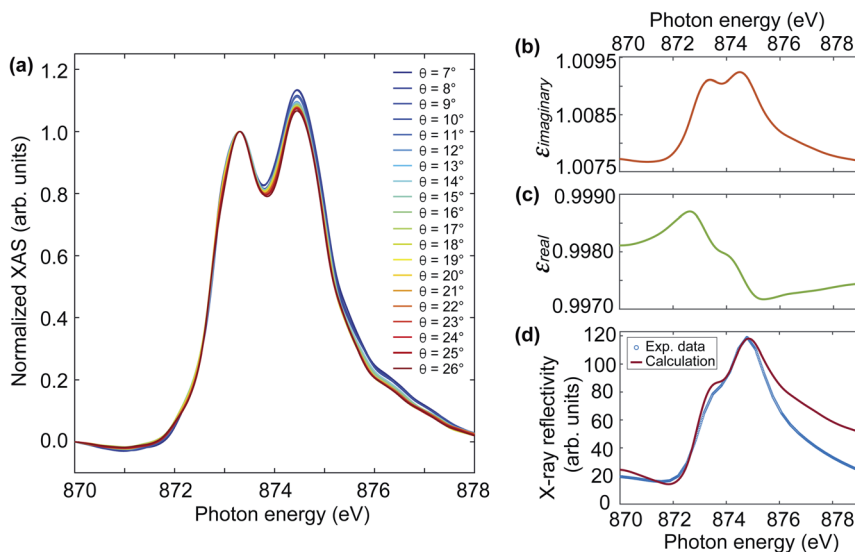 (a)
Normalized XAS (arb. units)
1.2
1.0
0.8
0.6
0.4
0.2
0.0
870
872
874
876
878
Photon energy (eV)
θ = 7°
θ = 8°
θ = 9°
θ = 10°
θ = 11°
θ = 12°
θ = 13°
θ = 14°
θ = 15°
θ = 16°
θ = 17°
θ = 18°
θ = 19°
θ = 20°
θ = 21°
θ = 22°
θ = 23°
θ = 24°
θ = 25°
θ = 26°
Photon energy (eV)
870
872
874
876
878
(b)
εimaginary
1.0095
1.0085
1.0075
(c)
εreal
0.9990
0.9980
0.9970
(d)
X-ray reflectivity
(arb. units)
120
100
80
60
40
20
0
Exp. data
Calculation
870
872
874
876
878
Photon energy (eV)